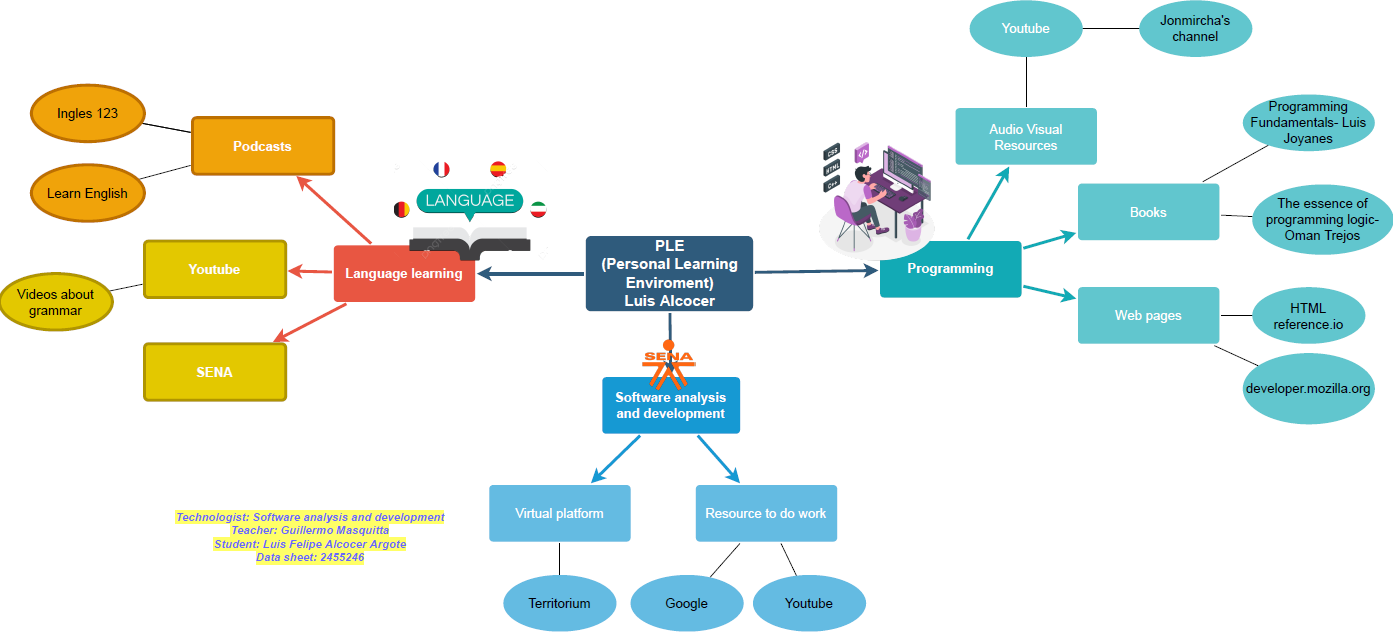 Youtube
Jonmircha's
channel
Ingles 123
Podcasts
Learn English
Audio Visual
Resources
Programming
Fundamentals- Luis
Joyanes
CSS
HTML
C++
LANGUAGE
Books
The essence of
programming logic-
Oman Trejos
Youtube
Videos about
grammar
Language learning
PLE
(Personal Learning
Enviroment)
Luis Alcocer
Programming
Web pages
HTML
reference.io
developer.mozilla.org
SENA
SENA
Software analysis
and development
Virtual platform
Resource to do work
Technologist: Software analysis and development
Teacher: Guillermo Masquitta
Student: Luis Felipe Alcocer Argote
Data sheet: 2455246
Territorium
Google
Youtube